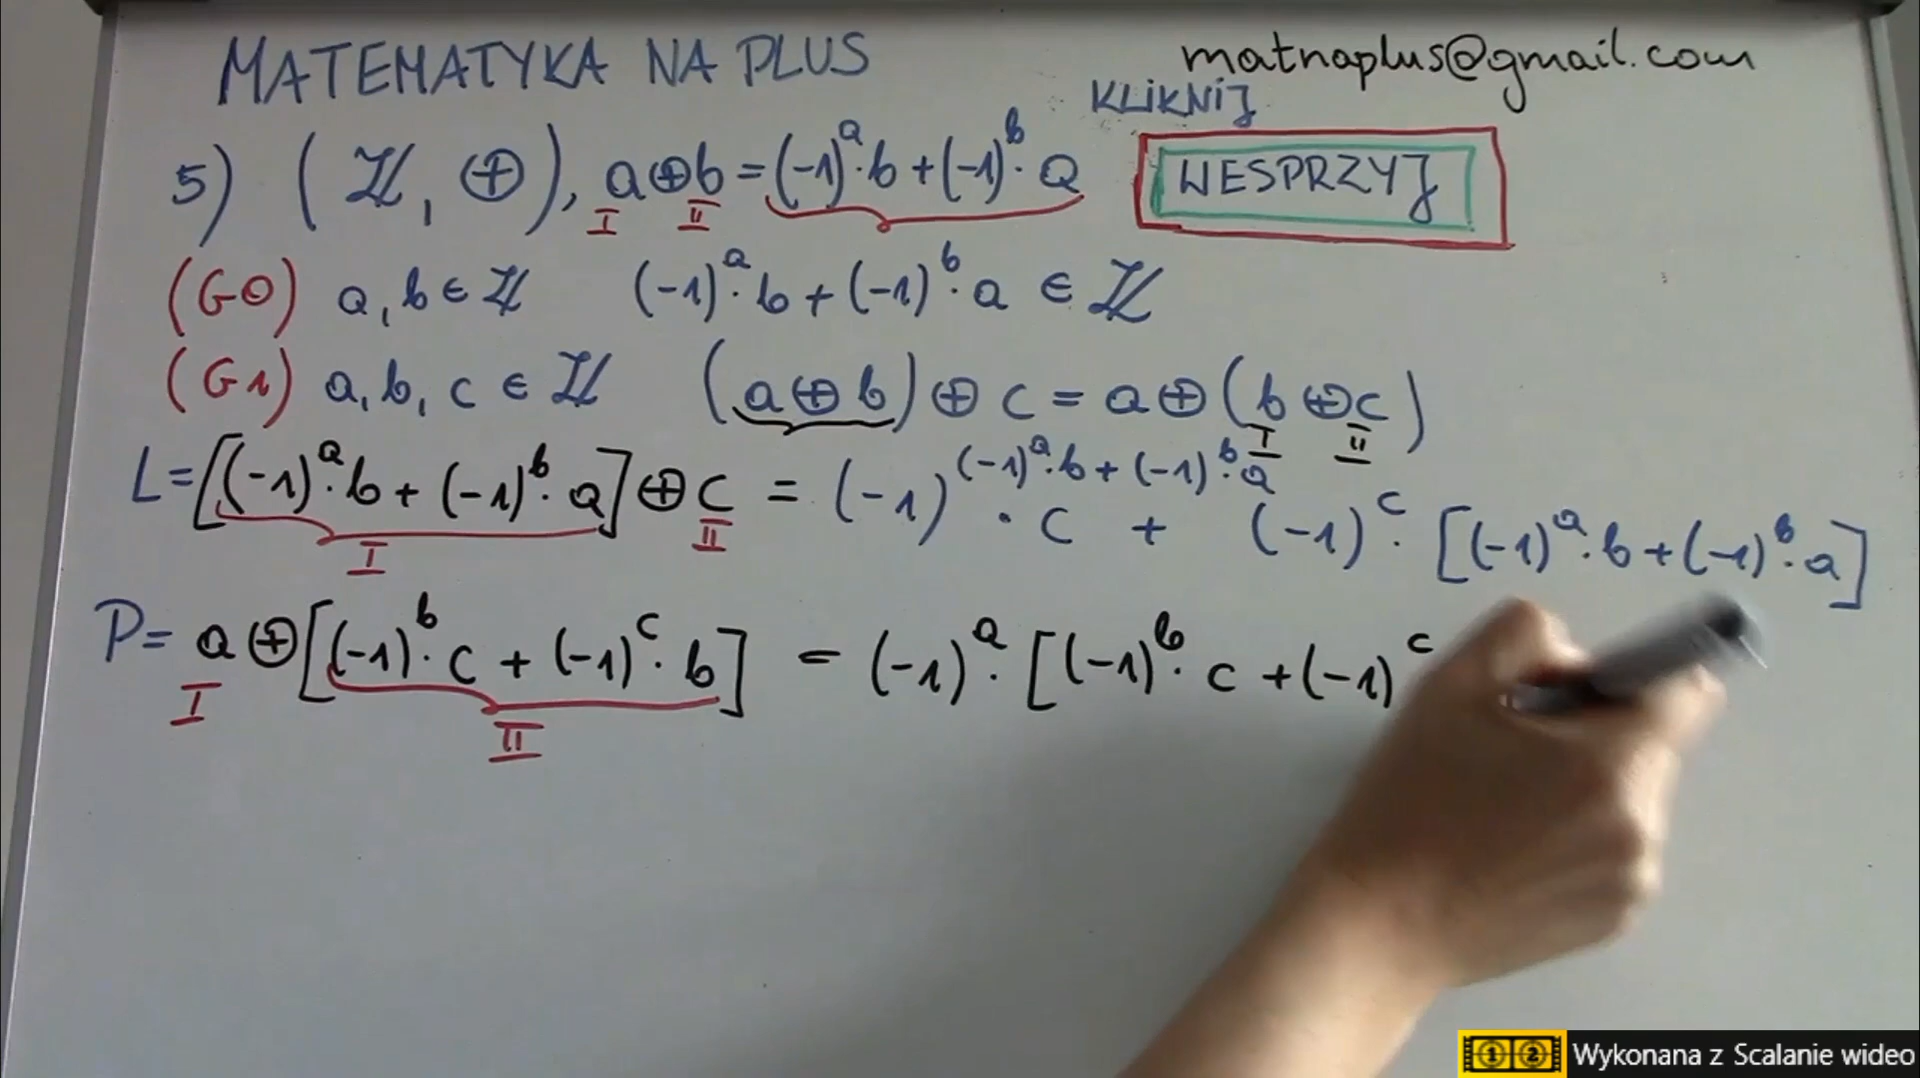 MATEMATYKA NA PLUS
matnaplus@gmail.com
KLIKNIJ
WESPRZYJ
5) (ℤ, ⊕), a⊕b = (-1)^a · b + (-1)^b · a
I II
(G0) a, b ∈ ℤ (-1)^a · b + (-1)^b · a ∈ ℤ
(G1) a, b, c ∈ ℤ (a ⊕ b) ⊕ c = a ⊕ (b ⊕ c)
I II
L = [(-1)^a · b + (-1)^b · a] ⊕ c = (-1)^((-1)^a · b + (-1)^b · a) · c + (-1)^c · [(-1)^a · b + (-1)^b · a]
I II
P = a ⊕ [(-1)^b · c + (-1)^c · b] = (-1)^a · [(-1)^b · c + (-1)^c
I II
Wykonana z Scalanie wideo